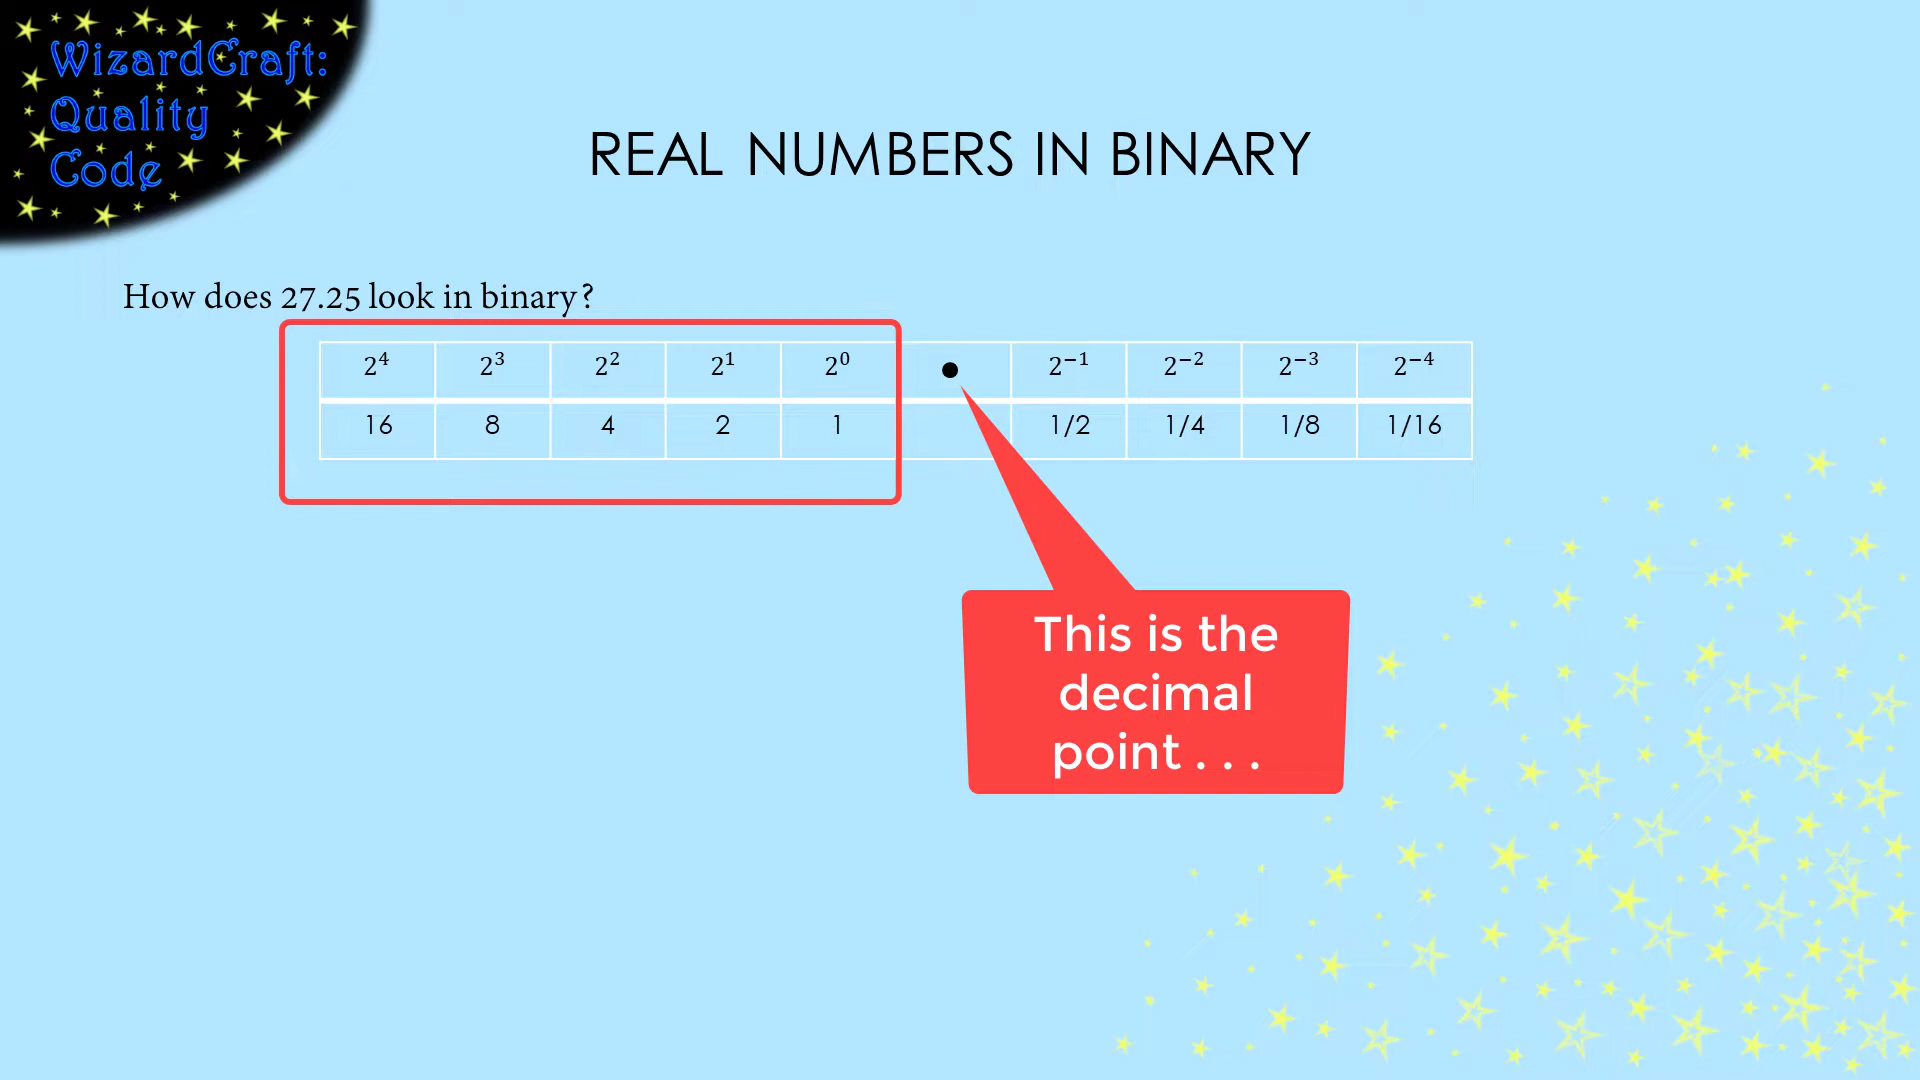 WizardCraft:
Quality
Code
REAL NUMBERS IN BINARY
How does 27.25 look in binary?
2⁴ 2³ 2² 2¹ 2⁰ ● 2⁻¹ 2⁻² 2⁻³ 2⁻⁴
16 8 4 2 1 1/2 1/4 1/8 1/16
This is the
decimal
point . . .